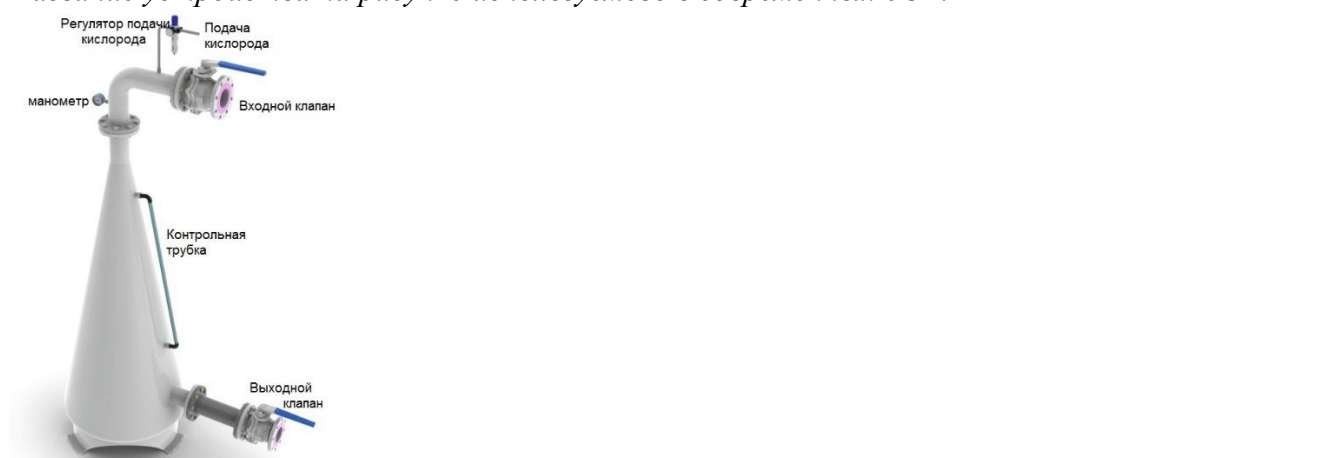 Регулятор подачи
кислорода
Подача
кислорода
манометр
Входной клапан
Контрольная
трубка
Выходной
клапан